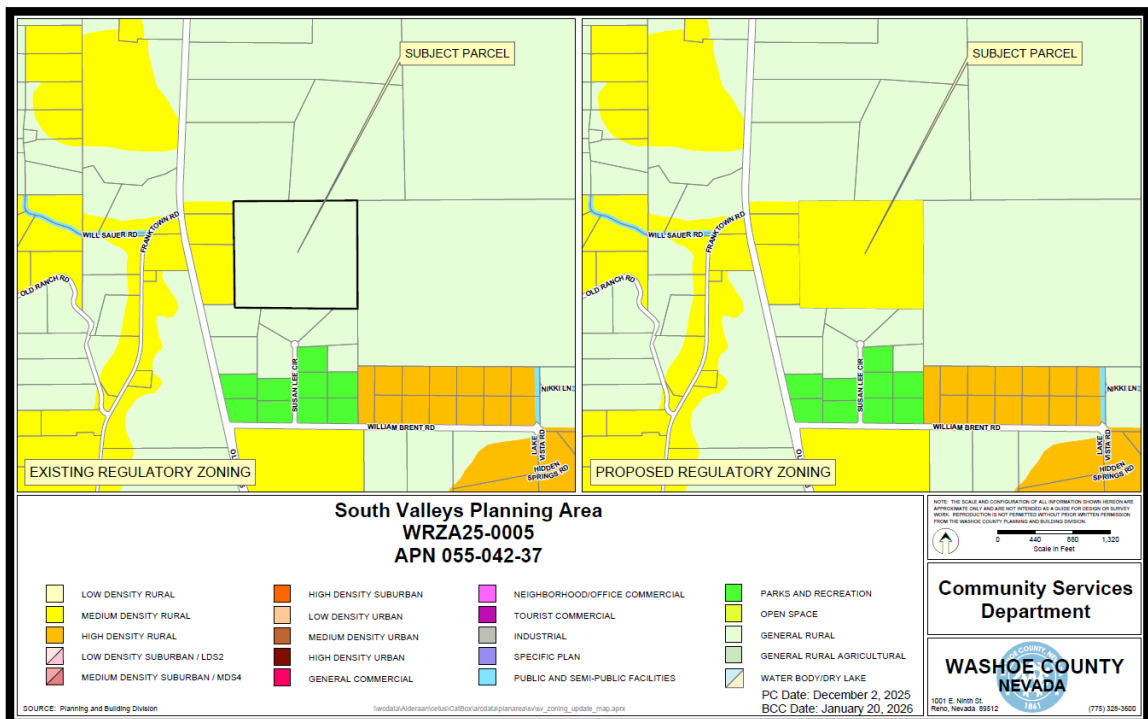 SUBJECT PARCEL
WILL SAUER RD
FRANKTOWN RD
OLD RANCH RD
SUSAN LEE CIR
NIKKI LN
WILLIAM BRENT RD
LAKE VISTA RD
HIDDEN SPRINGS RD
EXISTING REGULATORY ZONING
SUBJECT PARCEL
WILL SAUER RD
FRANKTOWN RD
OLD RANCH RD
SUSAN LEE CIR
NIKKI LN
WILLIAM BRENT RD
LAKE VISTA RD
HIDDEN SPRINGS RD
PROPOSED REGULATORY ZONING
South Valleys Planning Area
WRZA25-0005
APN 055-042-37
LOW DENSITY RURAL
MEDIUM DENSITY RURAL
HIGH DENSITY RURAL
LOW DENSITY SUBURBAN / LDS2
MEDIUM DENSITY SUBURBAN / MDS4
HIGH DENSITY SUBURBAN
LOW DENSITY URBAN
MEDIUM DENSITY URBAN
HIGH DENSITY URBAN
GENERAL COMMERCIAL
NEIGHBORHOOD/OFFICE COMMERCIAL
TOURIST COMMERCIAL
INDUSTRIAL
SPECIFIC PLAN
PUBLIC AND SEMI-PUBLIC FACILITIES
PARKS AND RECREATION
OPEN SPACE
GENERAL RURAL
GENERAL RURAL AGRICULTURAL
WATER BODY/DRY LAKE
PC Date: December 2, 2025
BCC Date: January 20, 2026
SOURCE: Planning and Building Division
NOTE: THE SCALE AND CONFIGURATION OF ALL INFORMATION SHOWN HEREON ARE
APPROXIMATE ONLY AND ARE NOT INTENDED AS A GUIDE FOR DESIGN OR SURVEY
WORK. REPRODUCTION IS NOT PERMITTED WITHOUT PRIOR WRITTEN PERMISSION
FROM THE WASHOE COUNTY PLANNING AND BUILDING DIVISION.
0 440 880 1,320
Scale in Feet
Community Services
Department
WASHOE COUNTY
NEVADA
1861
1001 E. Ninth St.
Reno, Nevada 89512
(775) 328-3600